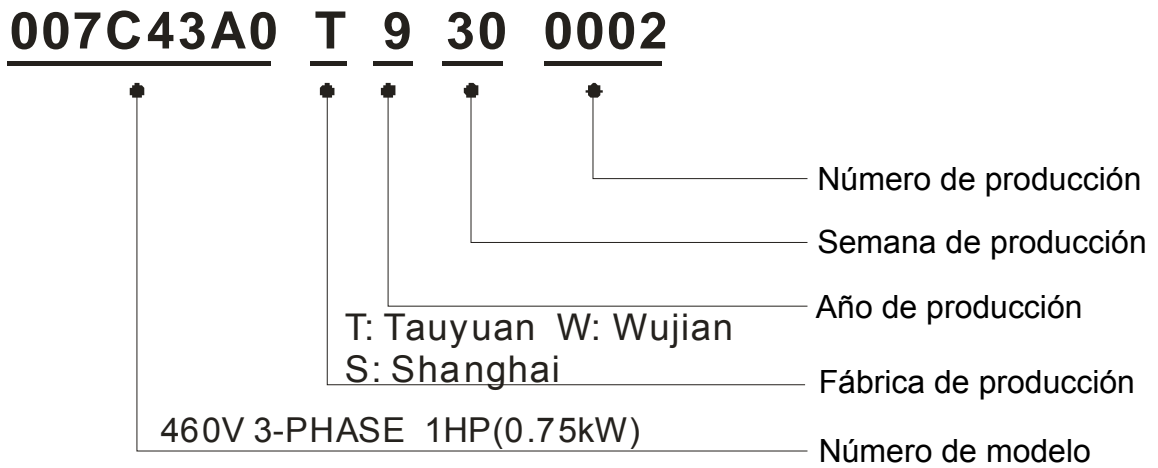 007C43A0 T 9 30 0002
Número de producción
Semana de producción
Año de producción
T: Tauyuan W: Wujian
S: Shanghai
Fábrica de producción
460V 3-PHASE 1HP(0.75kW)
Número de modelo